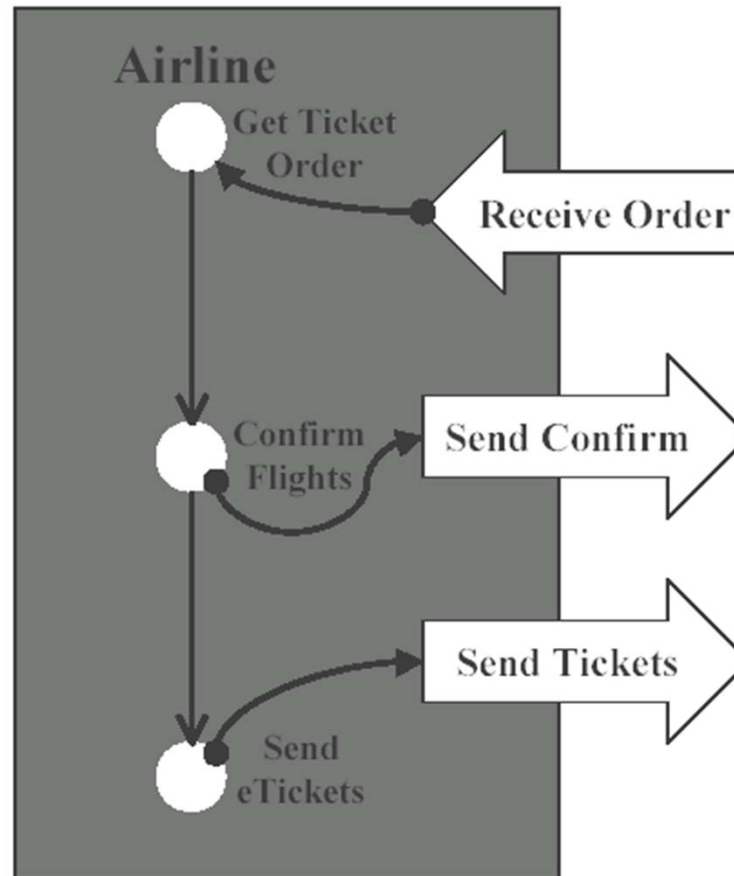 Airline
Get Ticket
Order
Receive Order
Confirm
Flights
Send Confirm
Send Tickets
Send
eTickets